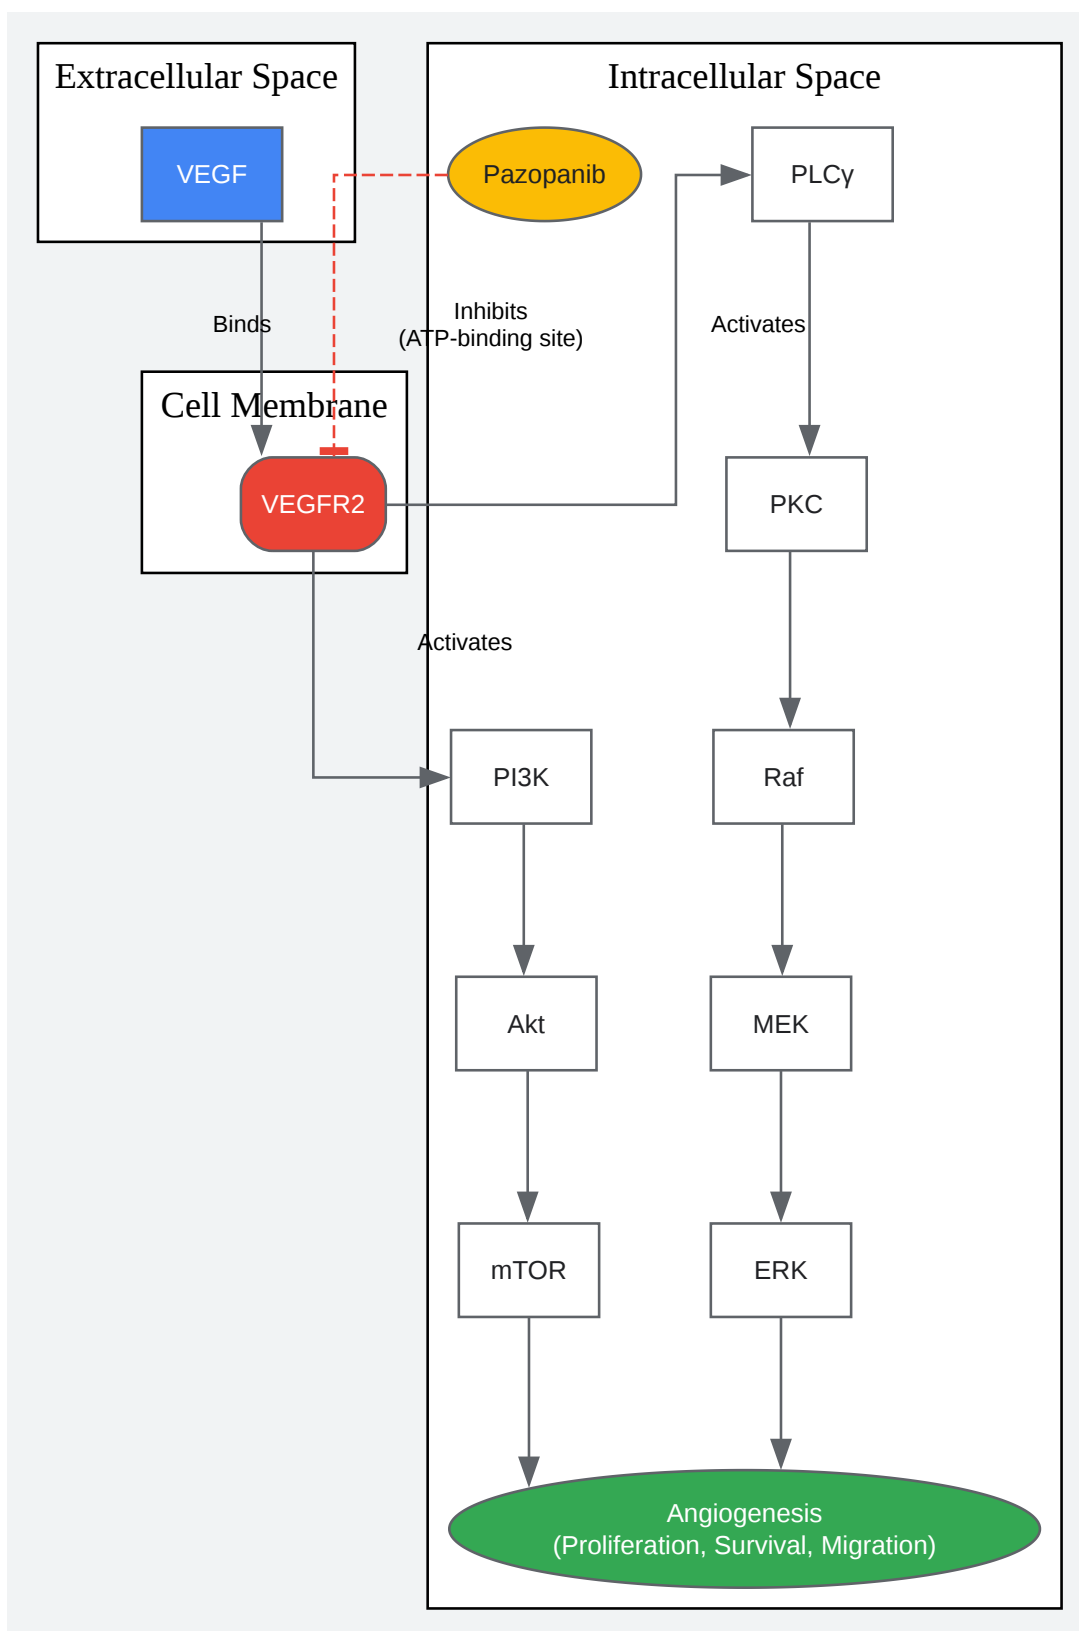 Extracellular Space
Intracellular Space
VEGF
Pazopanib
PLCγ
Binds
Inhibits
(ATP-binding site)
Activates
Cell Membrane
VEGFR2
PKC
Activates
PI3K
Raf
Akt
MEK
mTOR
ERK
Angiogenesis
(Proliferation, Survival, Migration)